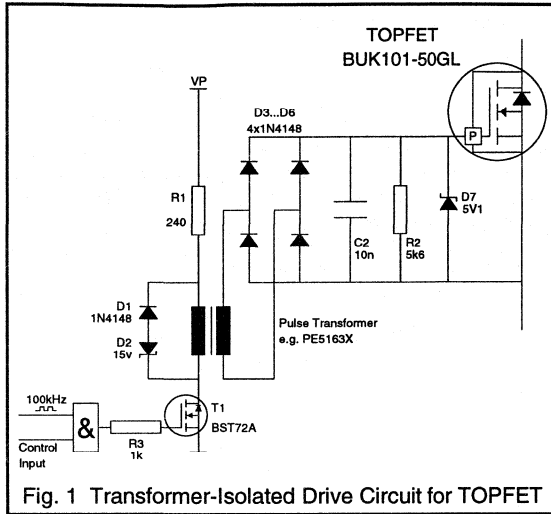 TOPFET
BUK101-50GL
VP
D3...D6
4x1N4148
P
R1
240
D7
5V1
C2
10n
R2
5k6
D1
1N4148
D2
15v
Pulse Transformer
e.g. PE5163X
100kHz
&
T1
BST72A
R3
1k
Control
Input
Fig. 1 Transformer-Isolated Drive Circuit for TOPFET